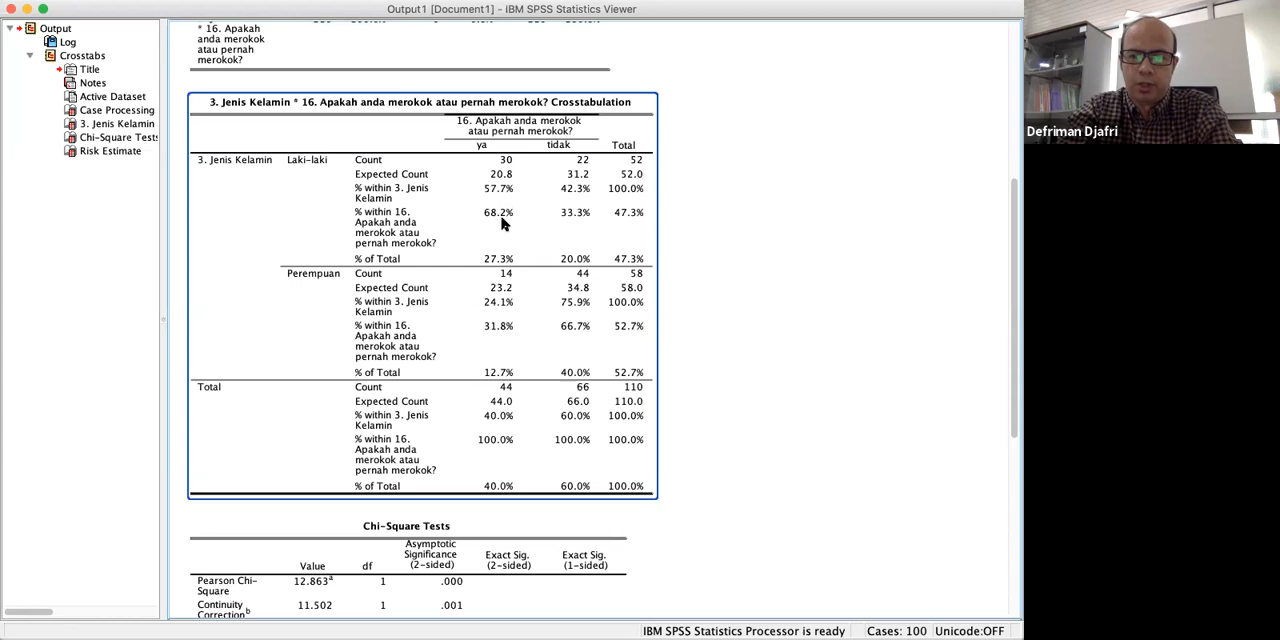 Output1 [Document1] - IBM SPSS Statistics Viewer
Output
Log
Crosstabs
Title
Notes
Active Dataset
Case Processing
3. Jenis Kelamin
Chi-Square Tests
Risk Estimate
* 16. Apakah
anda merokok
atau pernah
merokok?
3. Jenis Kelamin * 16. Apakah anda merokok atau pernah merokok? Crosstabulation
16. Apakah anda merokok
atau pernah merokok?
ya tidak Total
3. Jenis Kelamin Laki-laki Count 30 22 52
Expected Count 20.8 31.2 52.0
% within 3. Jenis
Kelamin 57.7% 42.3% 100.0%
% within 16.
Apakah anda
merokok atau
pernah merokok? 68.2% 33.3% 47.3%
% of Total 27.3% 20.0% 47.3%
Perempuan Count 14 44 58
Expected Count 23.2 34.8 58.0
% within 3. Jenis
Kelamin 24.1% 75.9% 100.0%
% within 16.
Apakah anda
merokok atau
pernah merokok? 31.8% 66.7% 52.7%
% of Total 12.7% 40.0% 52.7%
Total Count 44 66 110
Expected Count 44.0 66.0 110.0
% within 3. Jenis
Kelamin 40.0% 60.0% 100.0%
% within 16.
Apakah anda
merokok atau
pernah merokok? 100.0% 100.0% 100.0%
% of Total 40.0% 60.0% 100.0%
Chi-Square Tests
Value df Asymptotic
Significance
(2-sided) Exact Sig.
(2-sided) Exact Sig.
(1-sided)
Pearson Chi-
Square 12.863a 1 .000
Continuity
Correctionb 11.502 1 .001
IBM SPSS Statistics Processor is ready Cases: 100 Unicode:OFF
Defriman Djafri